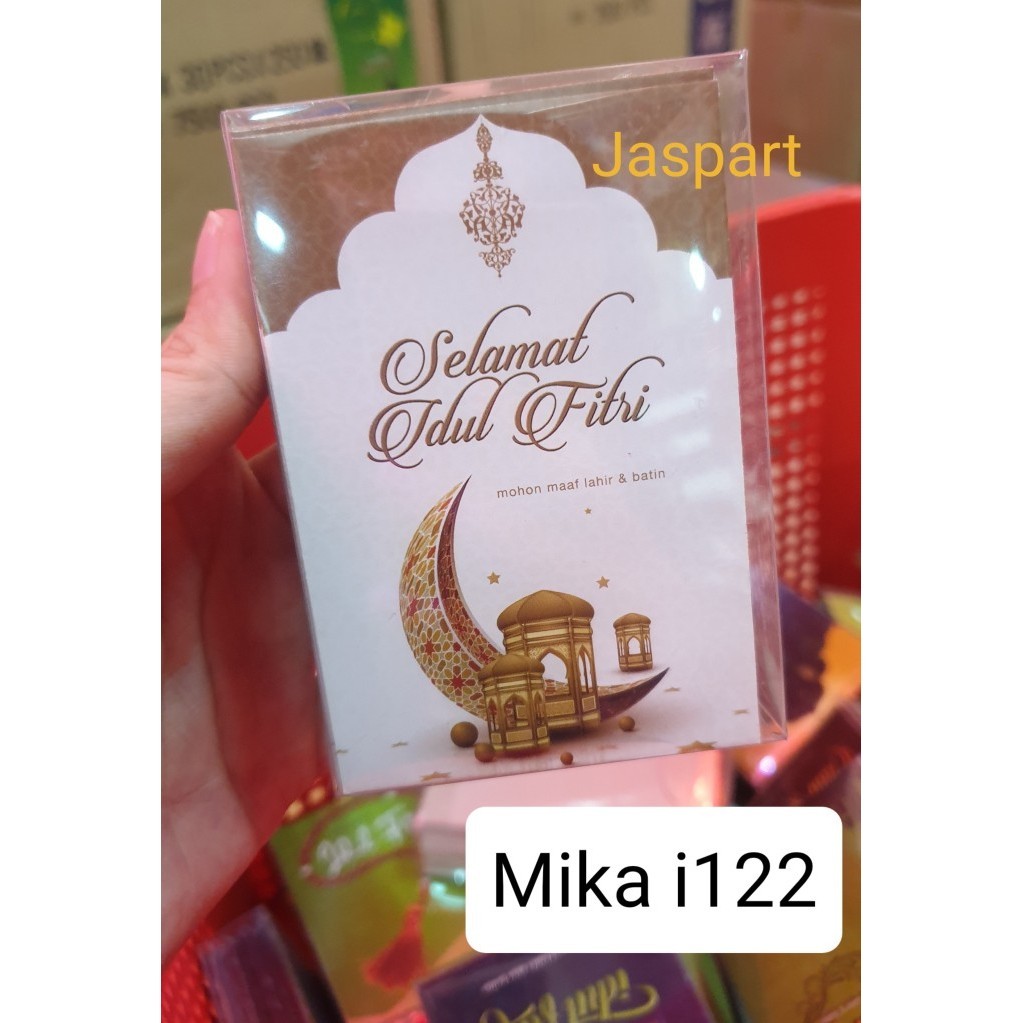 Jaspart
Selamat
Idul Fitri
mohon maaf lahir & batin
Mika i122